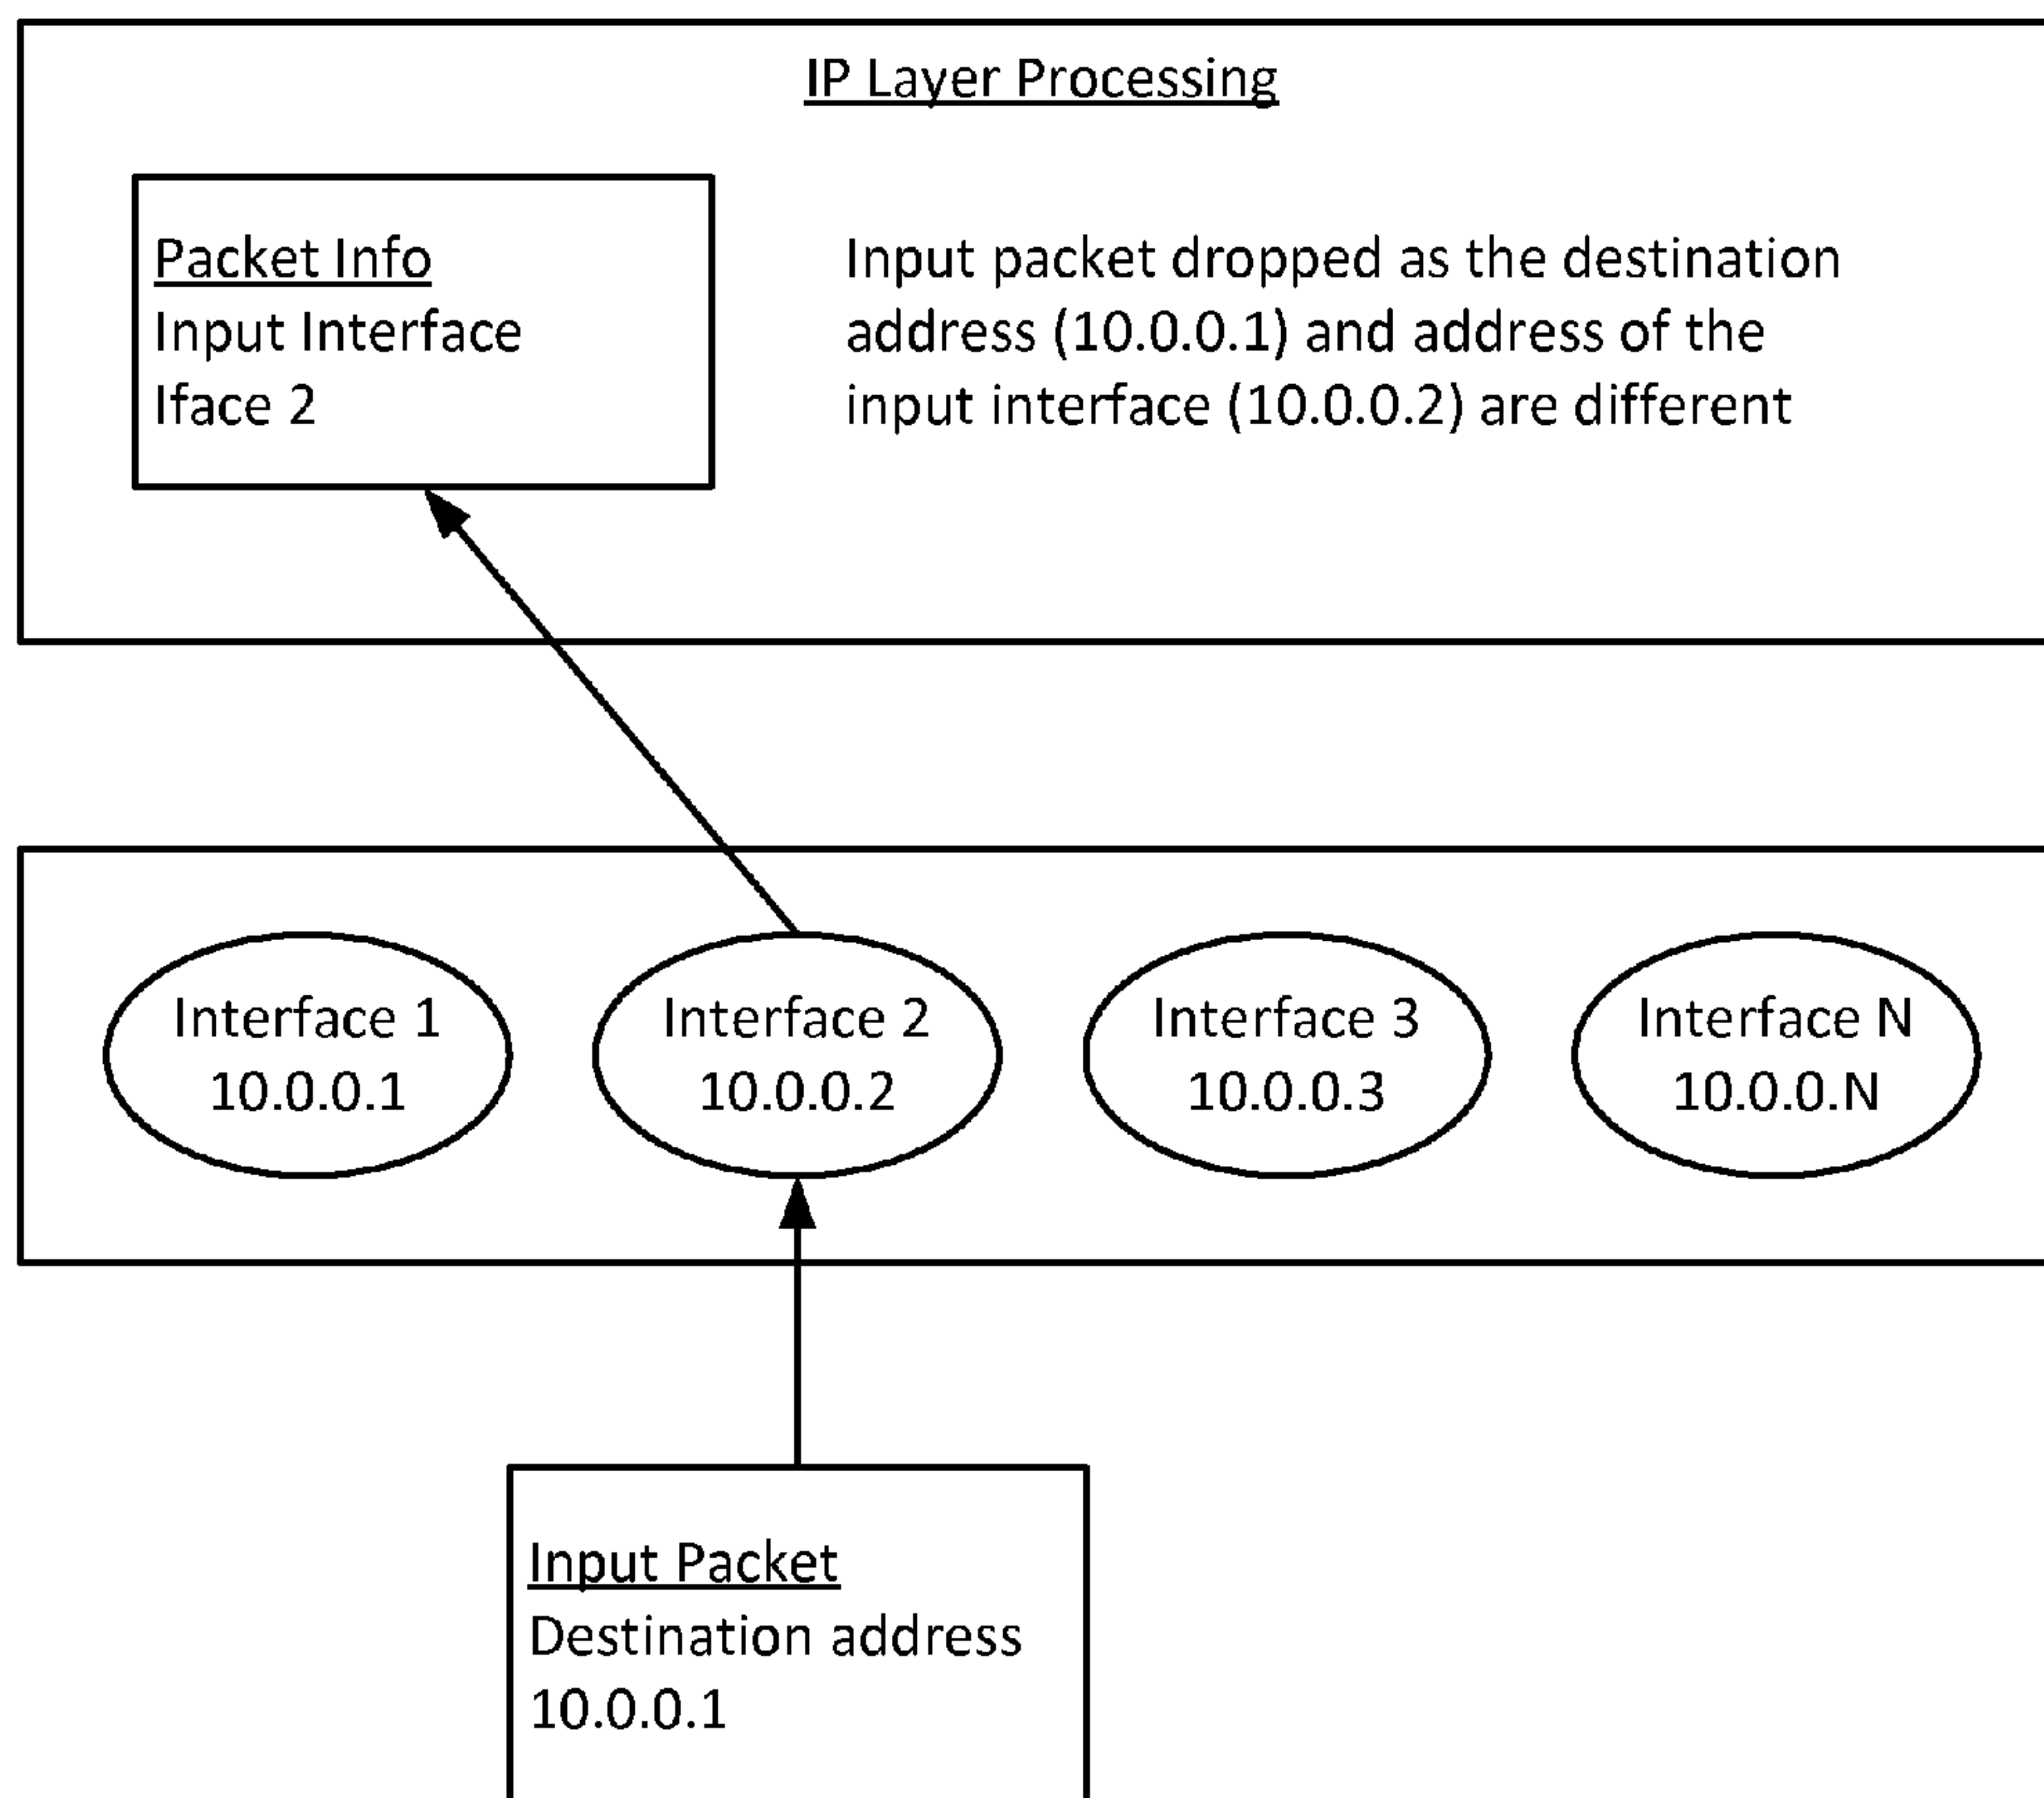 IP Layer Processing
Packet Info
Input Interface
Iface 2
Input packet dropped as the destination
address (10.0.0.1) and address of the
input interface (10.0.0.2) are different
Interface 1
10.0.0.1
Interface 2
10.0.0.2
Interface 3
10.0.0.3
Interface N
10.0.0.N
Input Packet
Destination address
10.0.0.1